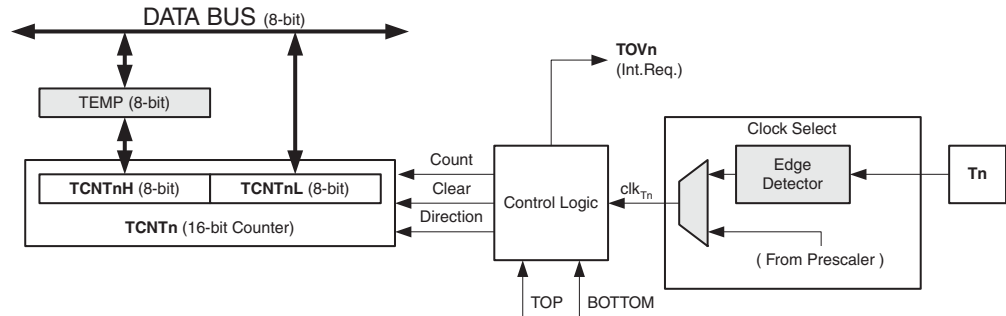 DATA BUS (8-bit)
TOVn
(Int.Req.)
TEMP (8-bit)
Clock Select
Count
Edge
Detector
Tn
TCNTnH (8-bit) TCNTnL (8-bit)
Clear
Control Logic
clkTn
TCNTn (16-bit Counter)
Direction
( From Prescaler )
TOP
BOTTOM